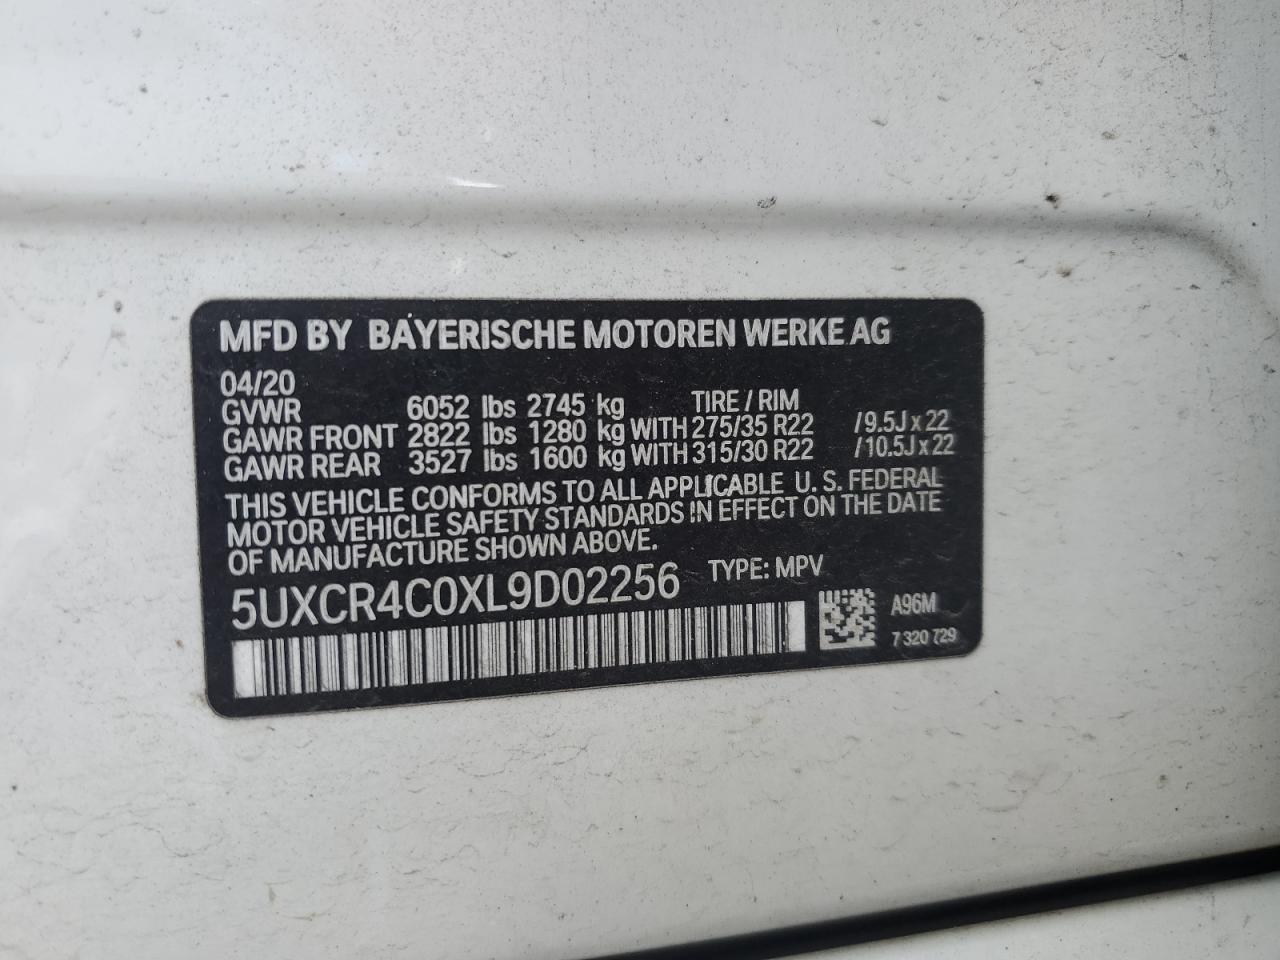 MFD BY BAYERISCHE MOTOREN WERKE AG
04/20
GVWR 6052 lbs 2745 kg TIRE / RIM
GAWR FRONT 2822 lbs 1280 kg WITH 275/35 R22 /9.5J x 22
GAWR REAR 3527 lbs 1600 kg WITH 315/30 R22 /10.5J x 22
THIS VEHICLE CONFORMS TO ALL APPLICABLE U. S. FEDERAL
MOTOR VEHICLE SAFETY STANDARDS IN EFFECT ON THE DATE
OF MANUFACTURE SHOWN ABOVE.
5UXCR4C0XL9D02256 TYPE: MPV
A96M
7 320 729